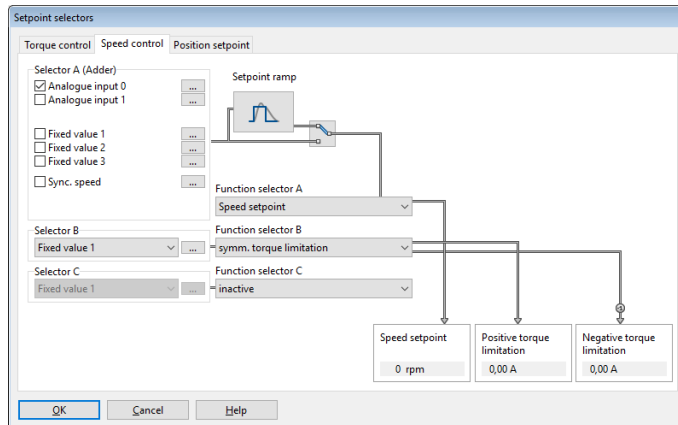 Setpoint selectors
Torque control Speed control Position setpoint
Selector A (Adder)
Analogue input 0 ...
Analogue input 1 ...
Fixed value 1 ...
Fixed value 2 ...
Fixed value 3 ...
Sync. speed ...
Setpoint ramp
Function selector A
Speed setpoint
Selector B
Fixed value 1 ...
Function selector B
symm. torque limitation
Selector C
Fixed value 1 ...
Function selector C
inactive
-1
Speed setpoint
0 rpm
Positive torque
limitation
0,00 A
Negative torque
limitation
0,00 A
OK Cancel Help